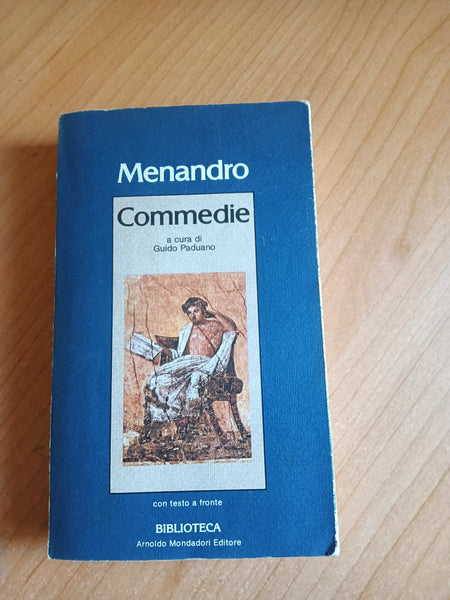 Menandro
Commedie
a cura di
Guido Paduano
con testo a fronte
BIBLIOTECA
Arnoldo Mondadori Editore